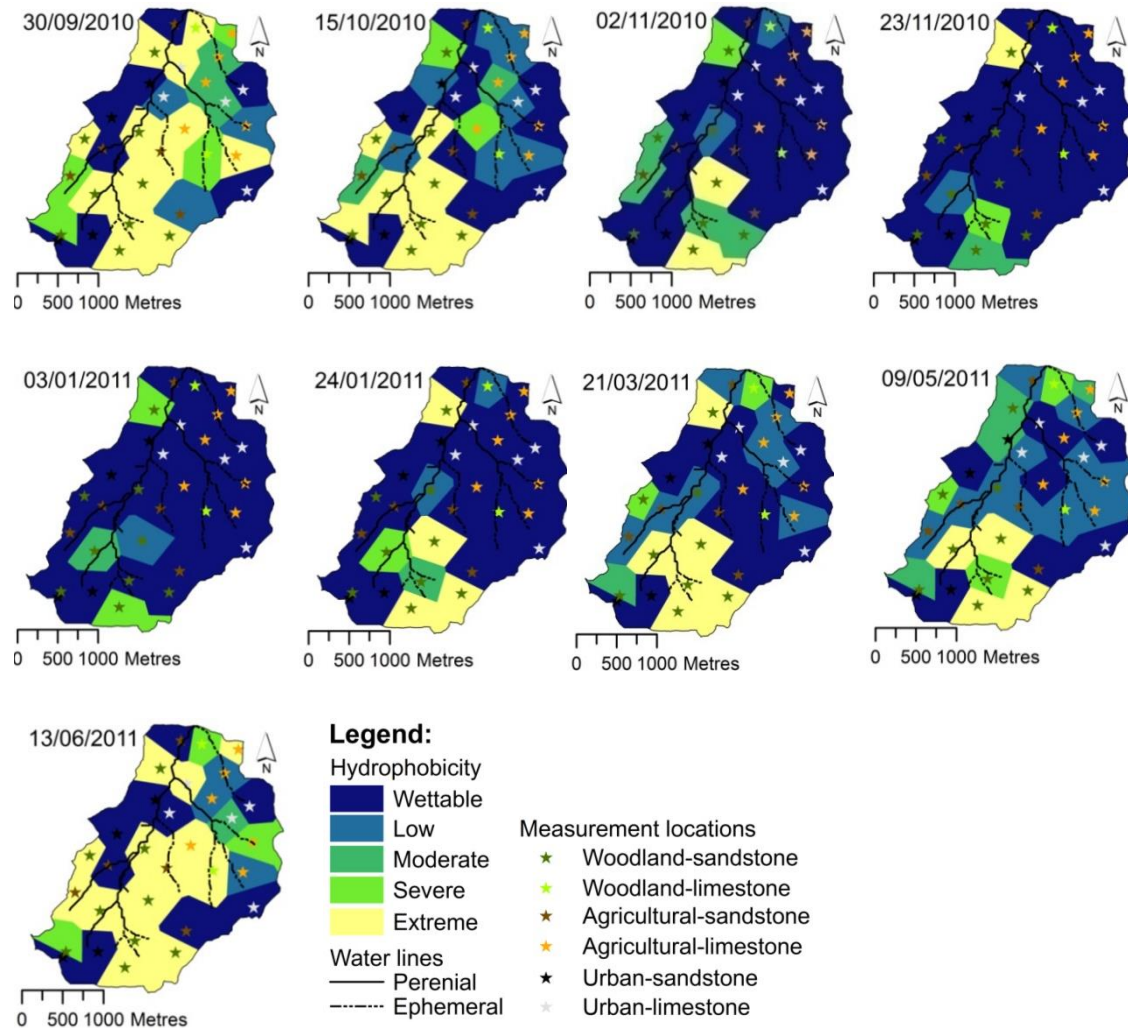 30/09/2010
N
0 500 1000 Metres
15/10/2010
N
0 500 1000 Metres
02/11/2010
N
0 500 1000 Metres
23/11/2010
N
0 500 1000 Metres
03/01/2011
N
0 500 1000 Metres
24/01/2011
N
0 500 1000 Metres
21/03/2011
N
0 500 1000 Metres
09/05/2011
N
0 500 1000 Metres
13/06/2011
N
0 500 1000 Metres
Legend:
Hydrophobicity
Wettable
Low
Moderate
Severe
Extreme
Water lines
Perenial
Ephemeral
Measurement locations
Woodland-sandstone
Woodland-limestone
Agricultural-sandstone
Agricultural-limestone
Urban-sandstone
Urban-limestone